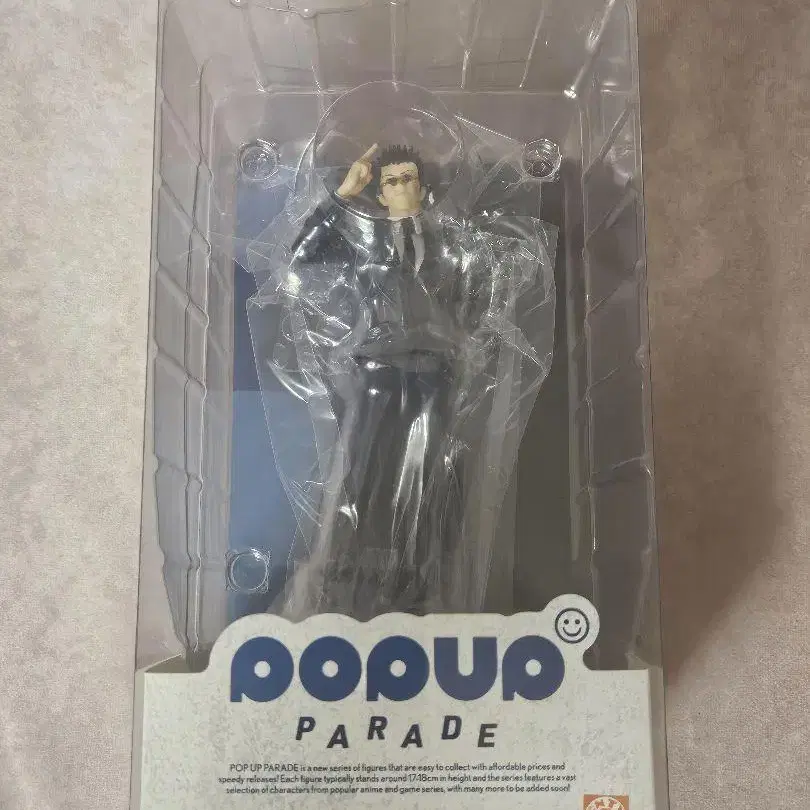 POPUP
PARADE
POP UP PARADE is a new series of figures that are easy to collect with affordable prices and
speedy releases! Each figure typically stands around 17-18cm in height and the series features a vast
selection of characters from popular anime and game series, with many more to be added soon!